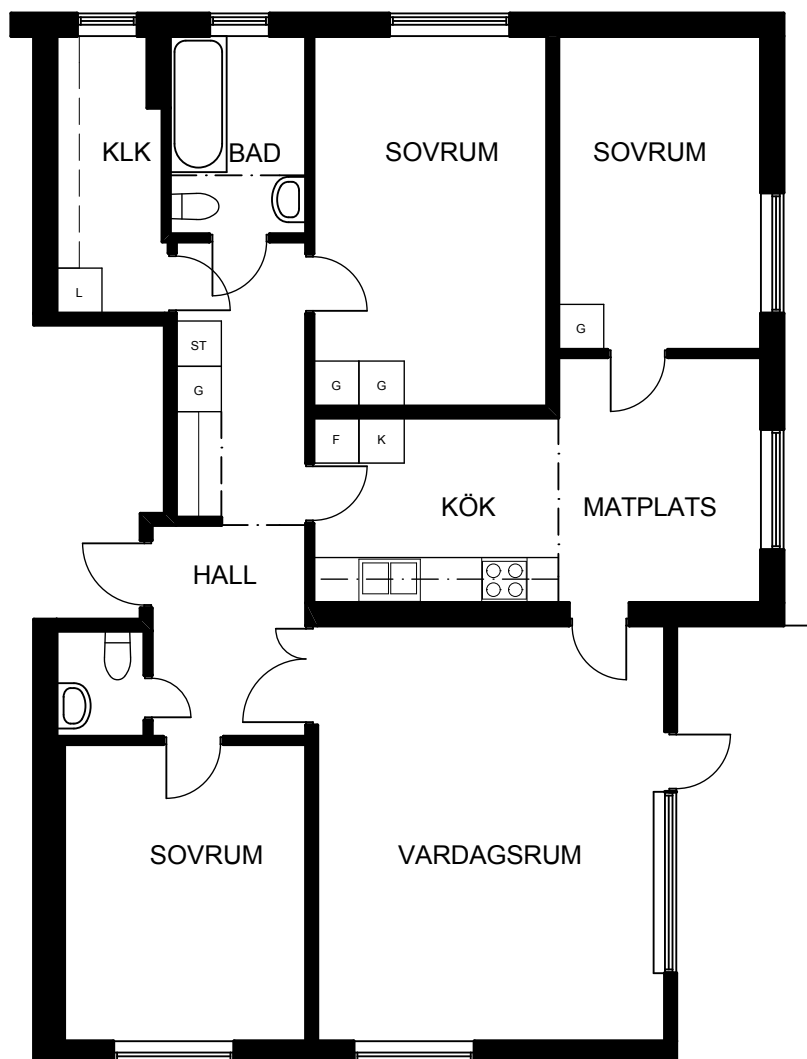 KLK
BAD
SOVRUM
SOVRUM
L
ST
G
G
G
G
F
K
KÖK
MATPLATS
HALL
SOVRUM
VARDAGSRUM